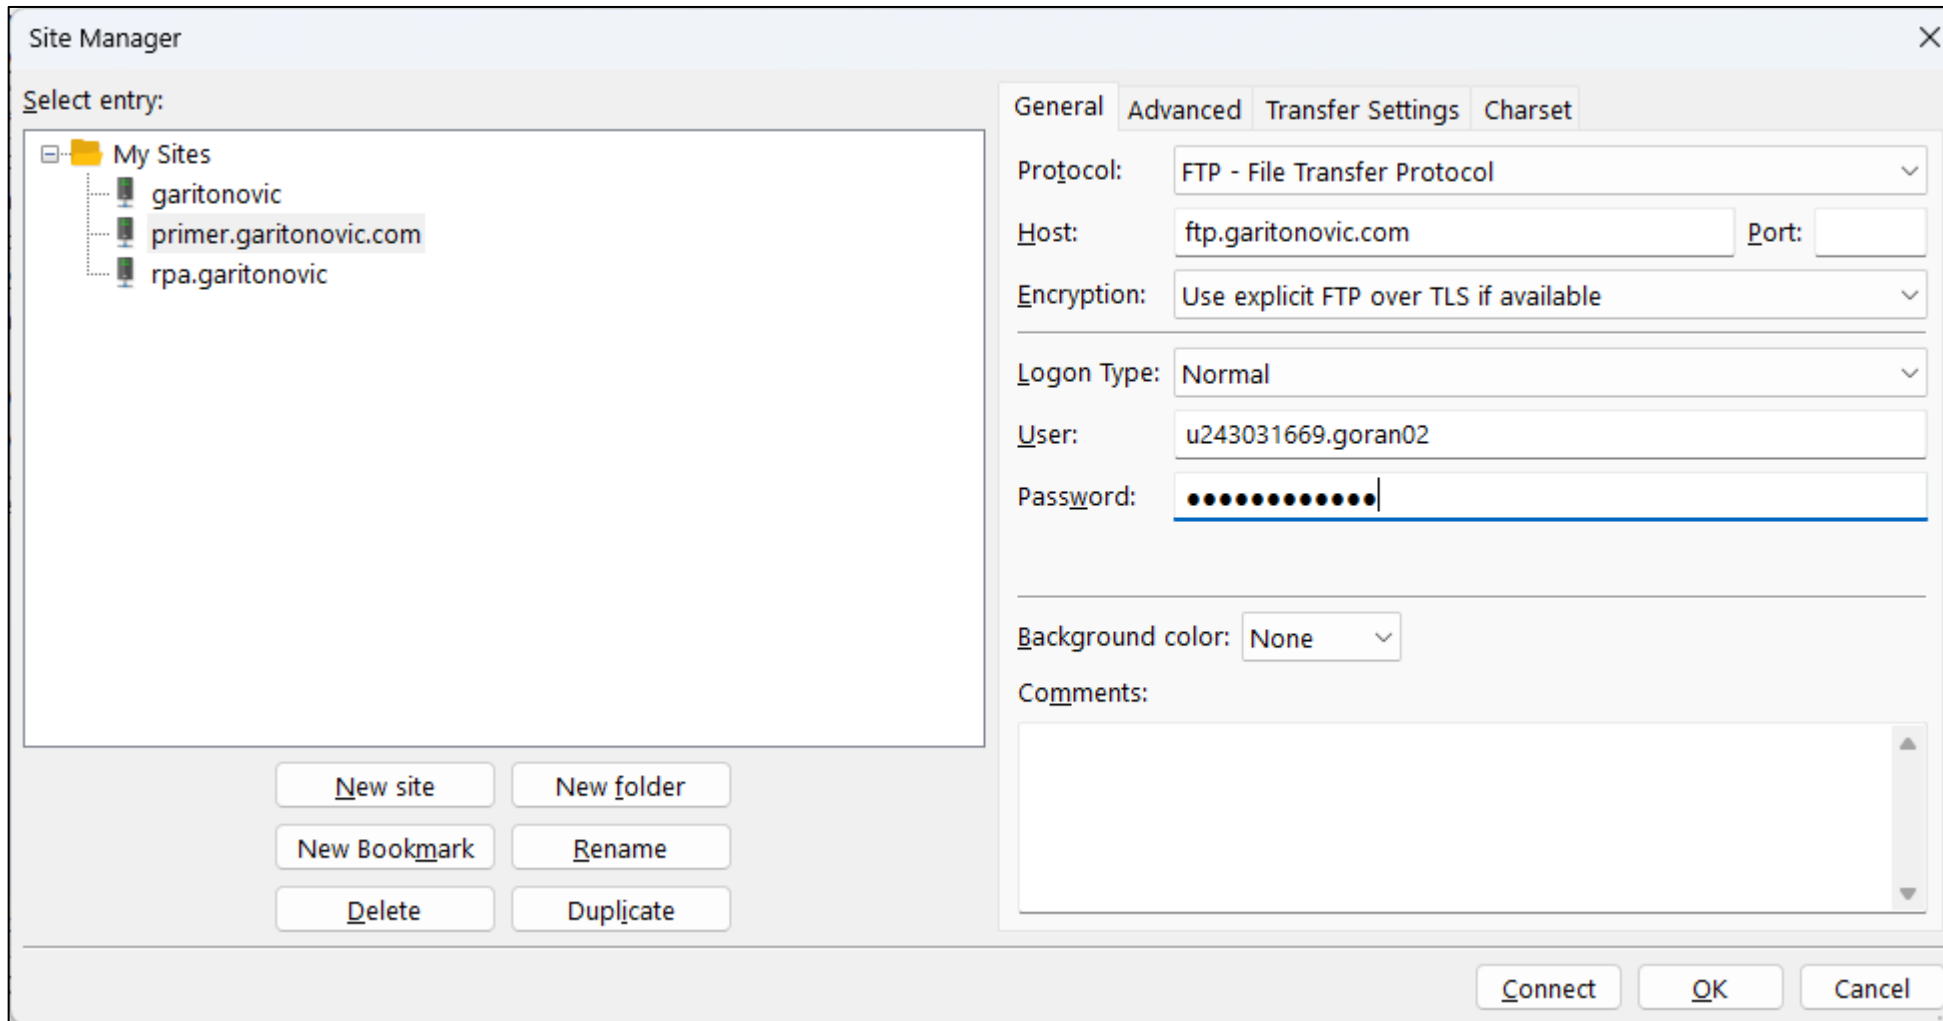 Site Manager
Select entry:
My Sites
garitonovic
primer.garitonovic.com
rpa.garitonovic
New site
New folder
New Bookmark
Rename
Delete
Duplicate
General
Advanced
Transfer Settings
Charset
Protocol:
FTP - File Transfer Protocol
Host:
ftp.garitonovic.com
Port:
Encryption:
Use explicit FTP over TLS if available
Logon Type:
Normal
User:
u243031669.goran02
Password:
●●●●●●●●●●●●
Background color:
None
Comments:
Connect
OK
Cancel